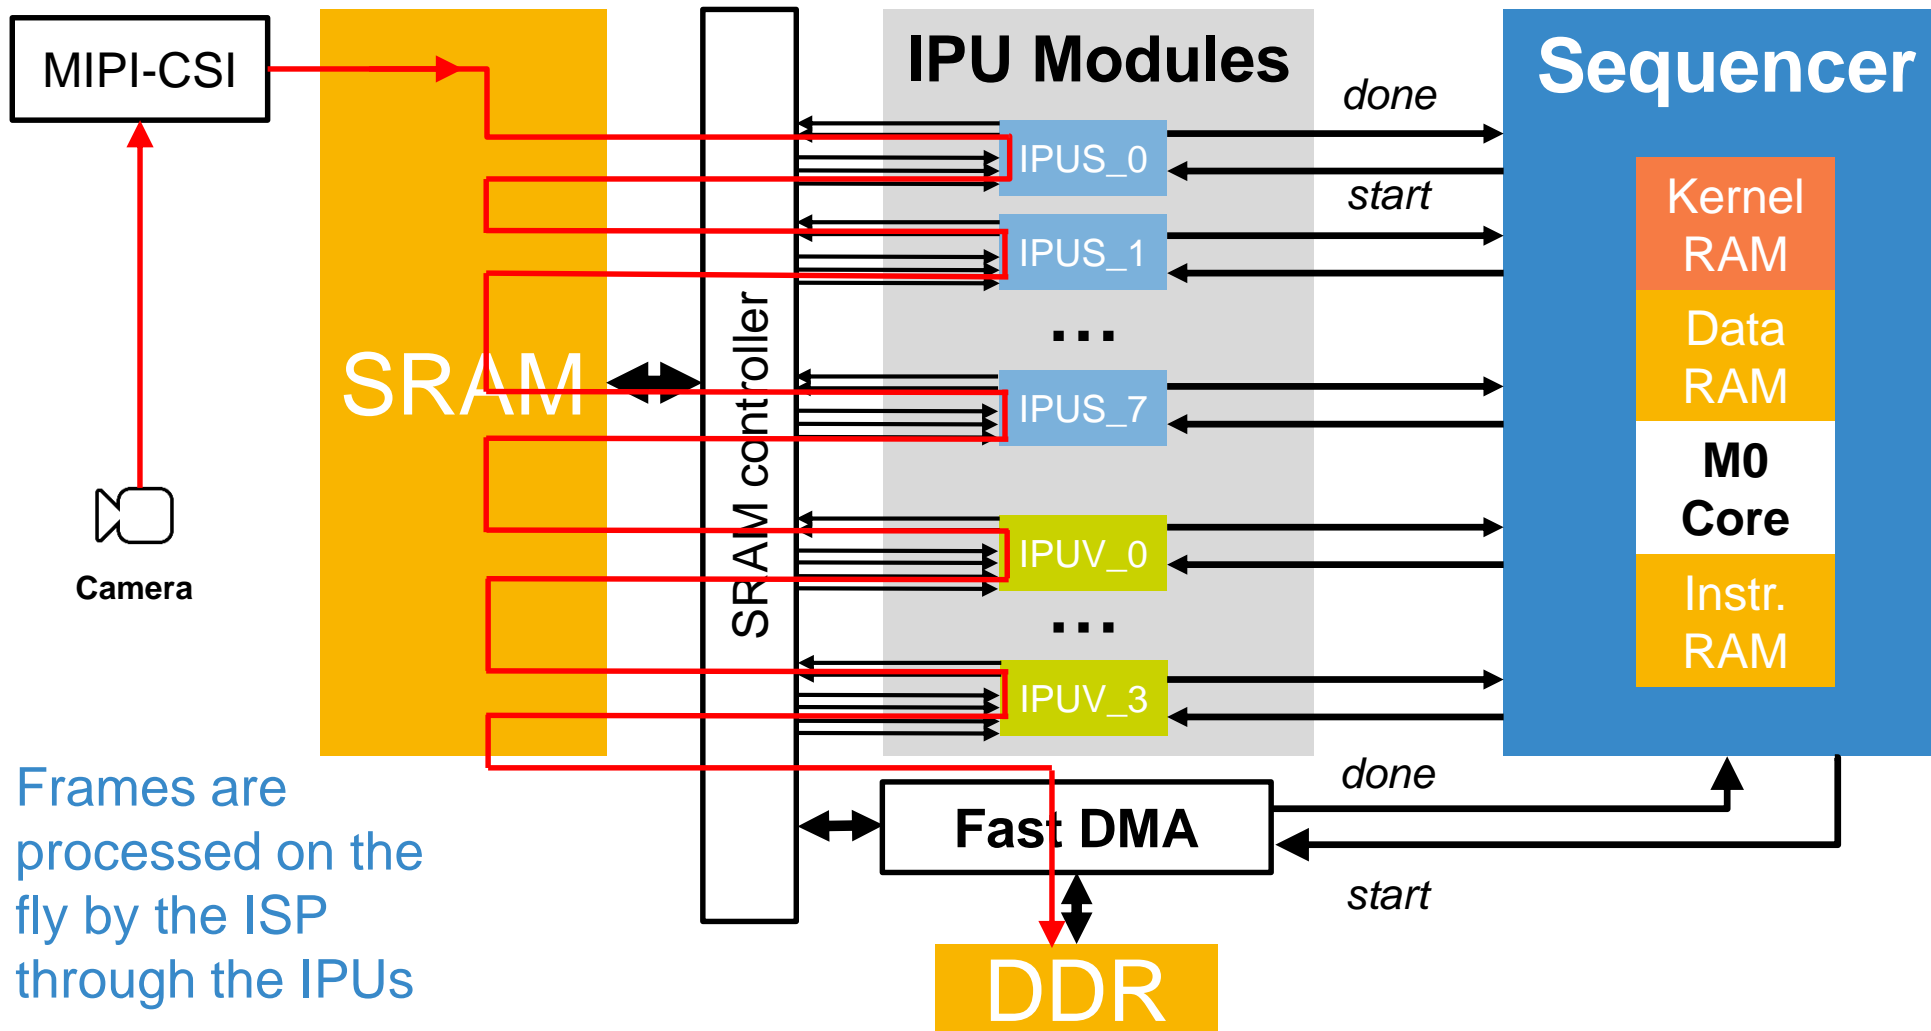 MIPI-CSI
Camera
SRAM
SRAM controller
IPU Modules
IPUS_0
IPUS_1
...
IPUS_7
IPUV_0
...
IPUV_3
done
start
Sequencer
Kernel
RAM
Data
RAM
M0
Core
Instr.
RAM
done
start
Fast DMA
DDR
Frames are
processed on the
fly by the ISP
through the IPUs